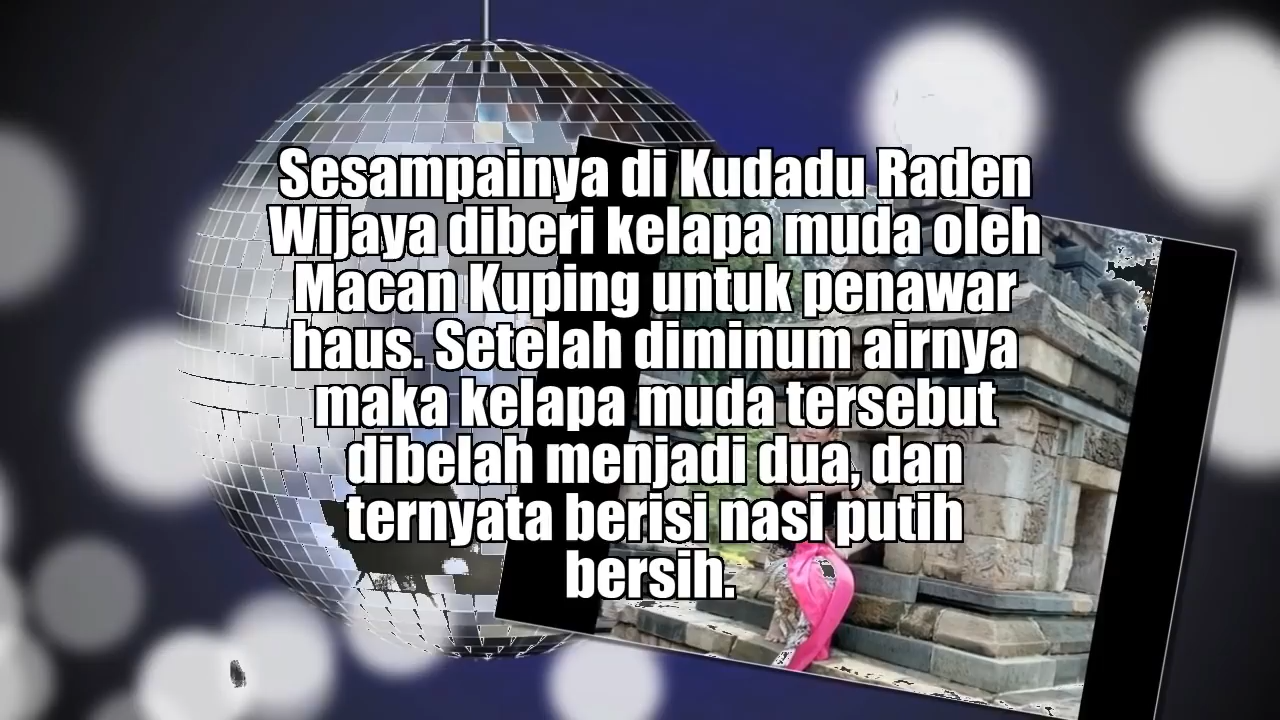 Sesampainya di Kudadu Raden
Wijaya diberi kelapa muda oleh
Macan Kuping untuk penawar
haus. Setelah diminum airnya
maka kelapa muda tersebut
dibelah menjadi dua, dan
ternyata berisi nasi putih
bersih.